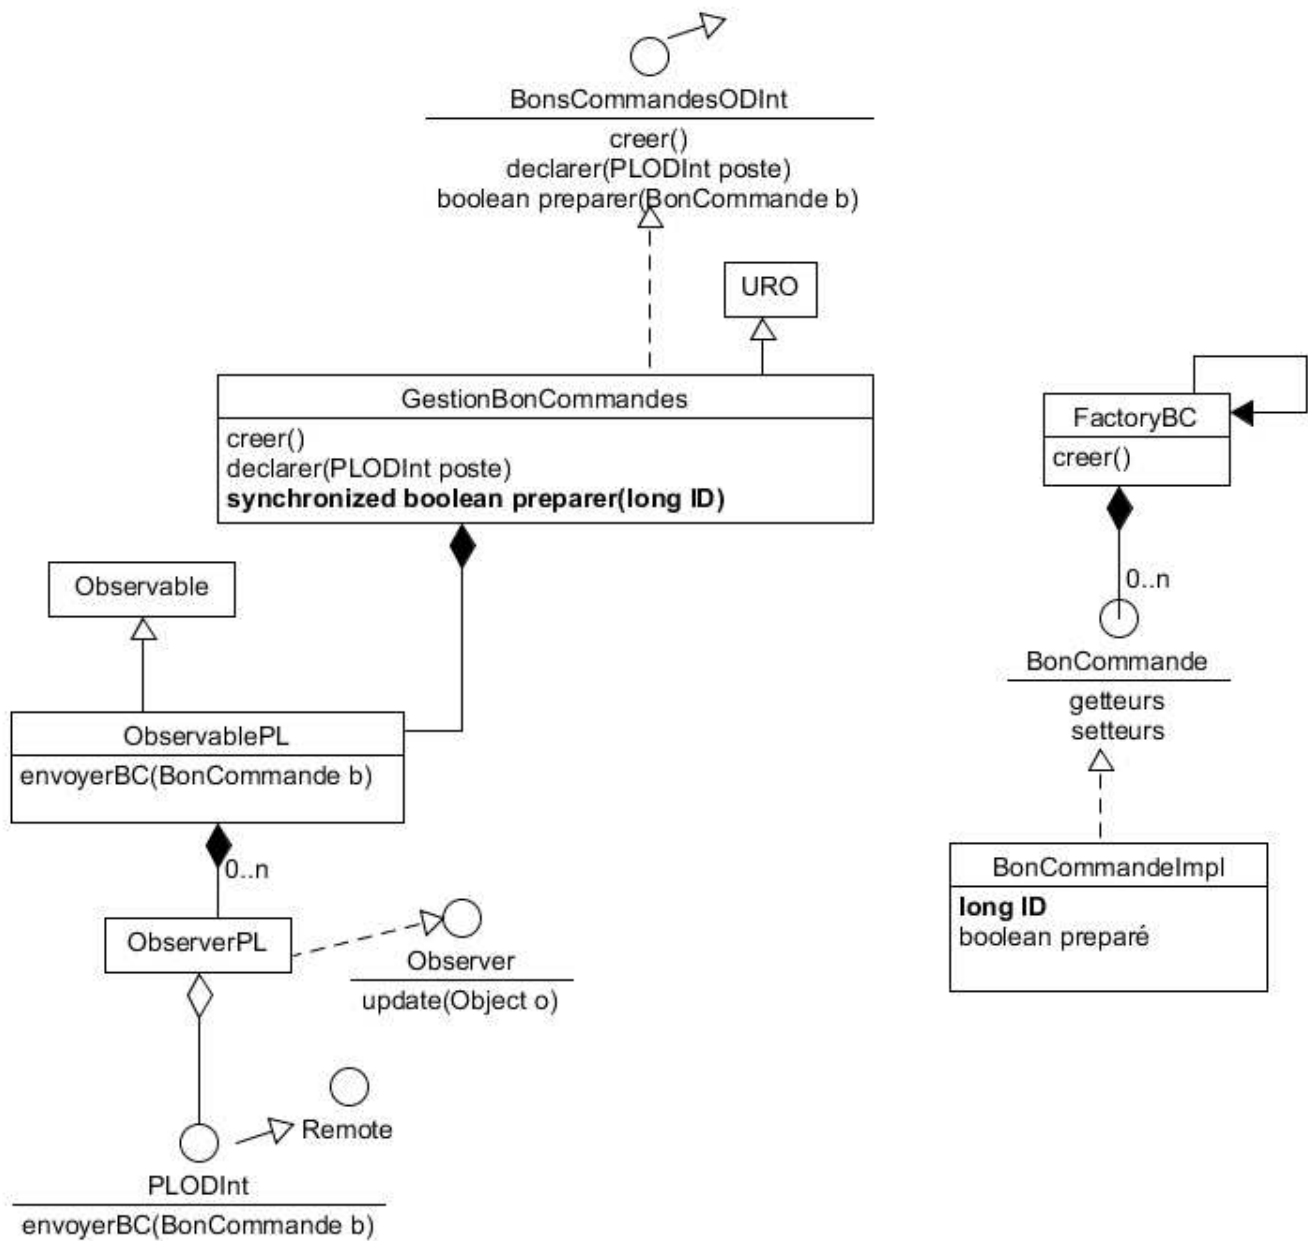 BonsCommandesODInt
creer()
declarer(PLODInt poste)
boolean preparer(BonCommande b)
URO
GestionBonCommandes
creer()
declarer(PLODInt poste)
synchronized boolean preparer(long ID)
FactoryBC
creer()
0..n
BonCommande
getteurs
setteurs
BonCommandeImpl
long ID
boolean preparé
Observable
ObservablePL
envoyerBC(BonCommande b)
0..n
ObserverPL
Observer
update(Object o)
Remote
PLODInt
envoyerBC(BonCommande b)